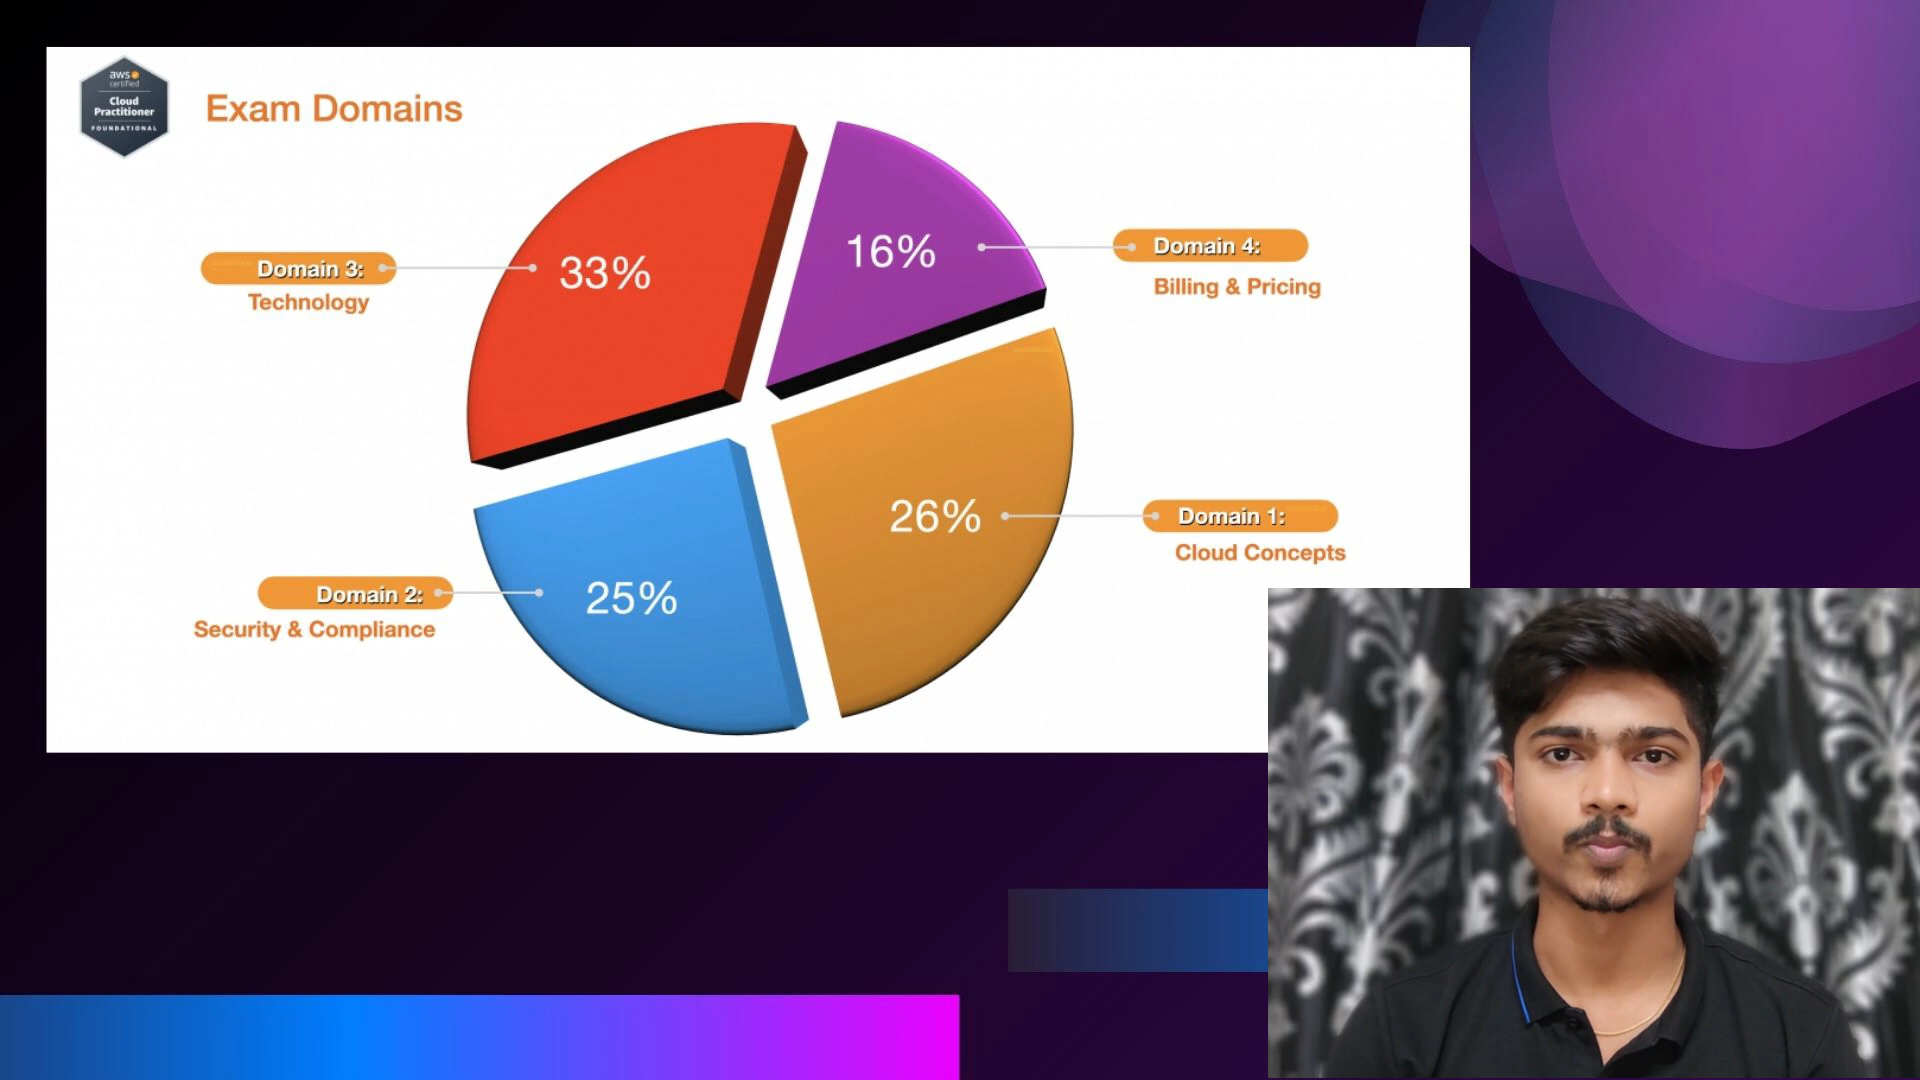 aws
certified
Cloud
Practitioner
FOUNDATIONAL
Exam Domains
33%
16%
Domain 3:
Technology
Domain 4:
Billing & Pricing
26%
Domain 1:
Cloud Concepts
25%
Domain 2:
Security & Compliance